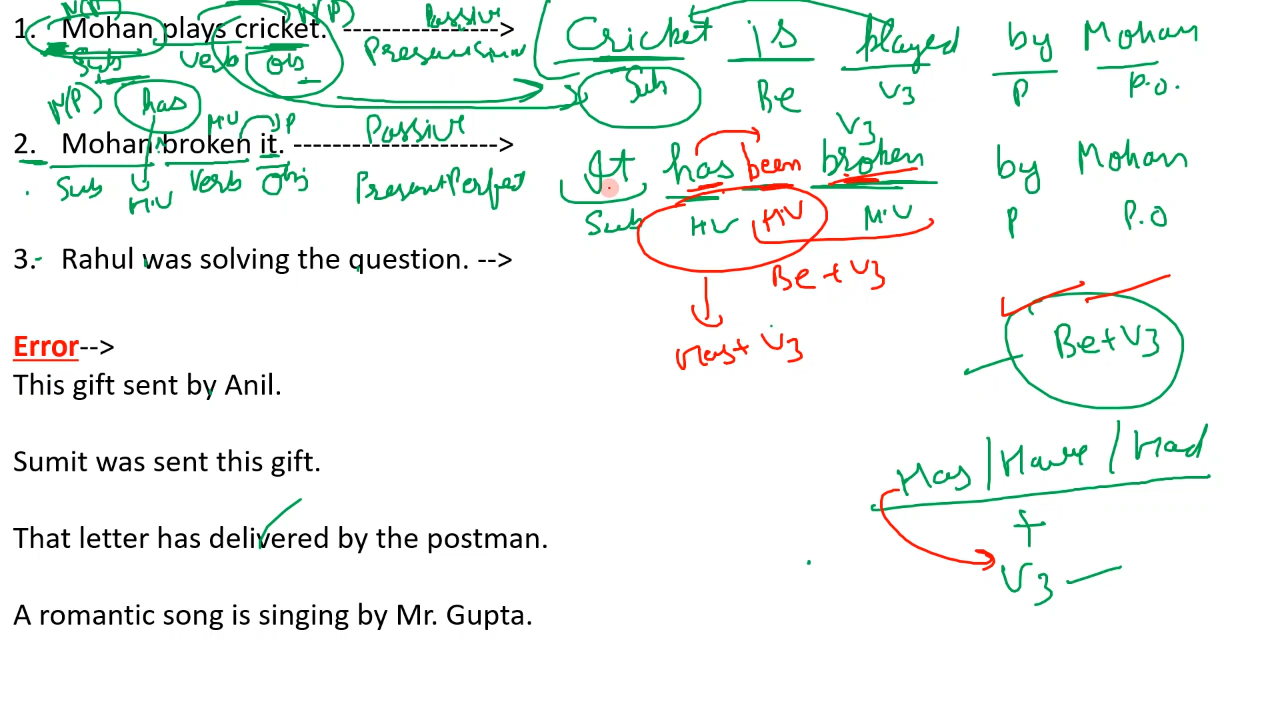 N(P) N(P) Passive
1. Mohan plays cricket. -----------------> Cricket is played by Mohan
Sub Verb Obj Present Sub Be V3 P P.O.
N(P) has M.V Passive V3
2. Mohan broken it. ---------------------> It has been broken by Mohan
Sub H.V Verb Obj Present Perfect Sub HV M.V P P.O
3. Rahul was solving the question. --> Be + V3
Error-->
Has + V3 Be + V3
This gift sent by Anil.
Sumit was sent this gift. Has / Have / Had
+
That letter has delivered by the postman. V3
A romantic song is singing by Mr. Gupta.